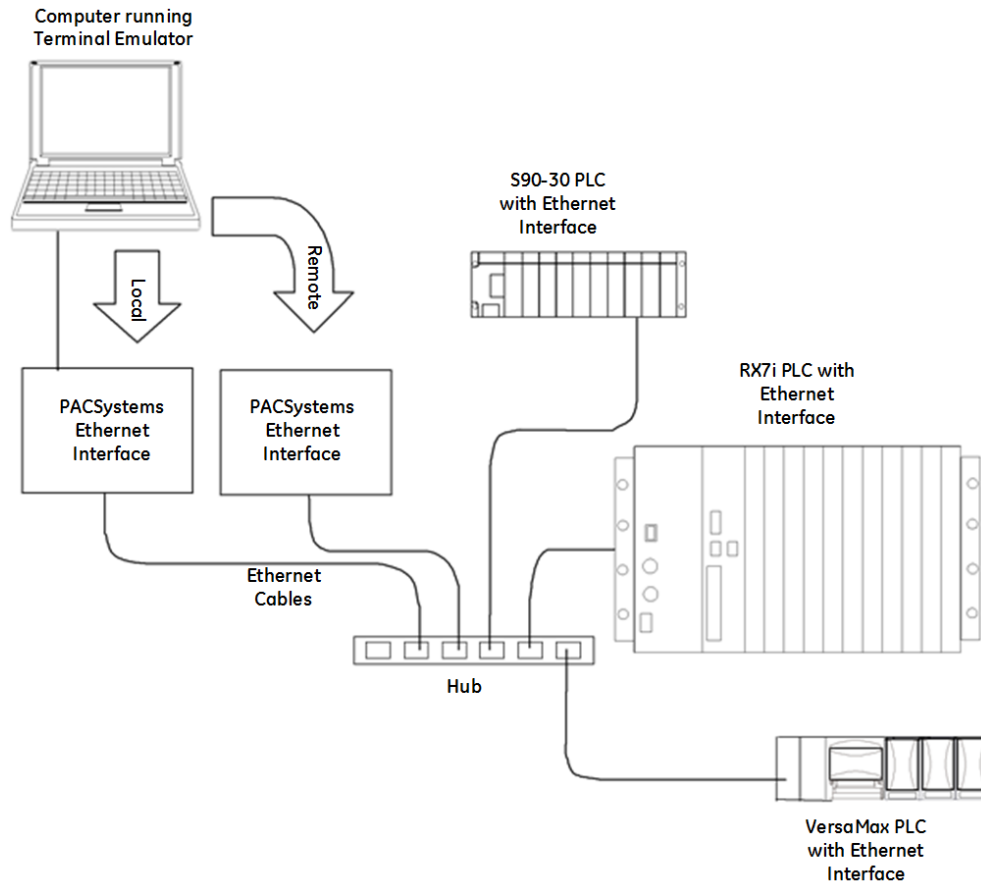 Computer running
Terminal Emulator
S90-30 PLC
with Ethernet
Interface
Local
Remote
RX7i PLC with
Ethernet
Interface
PACSystems
Ethernet
Interface
PACSystems
Ethernet
Interface
Ethernet
Cables
Hub
VersaMax PLC
with Ethernet
Interface